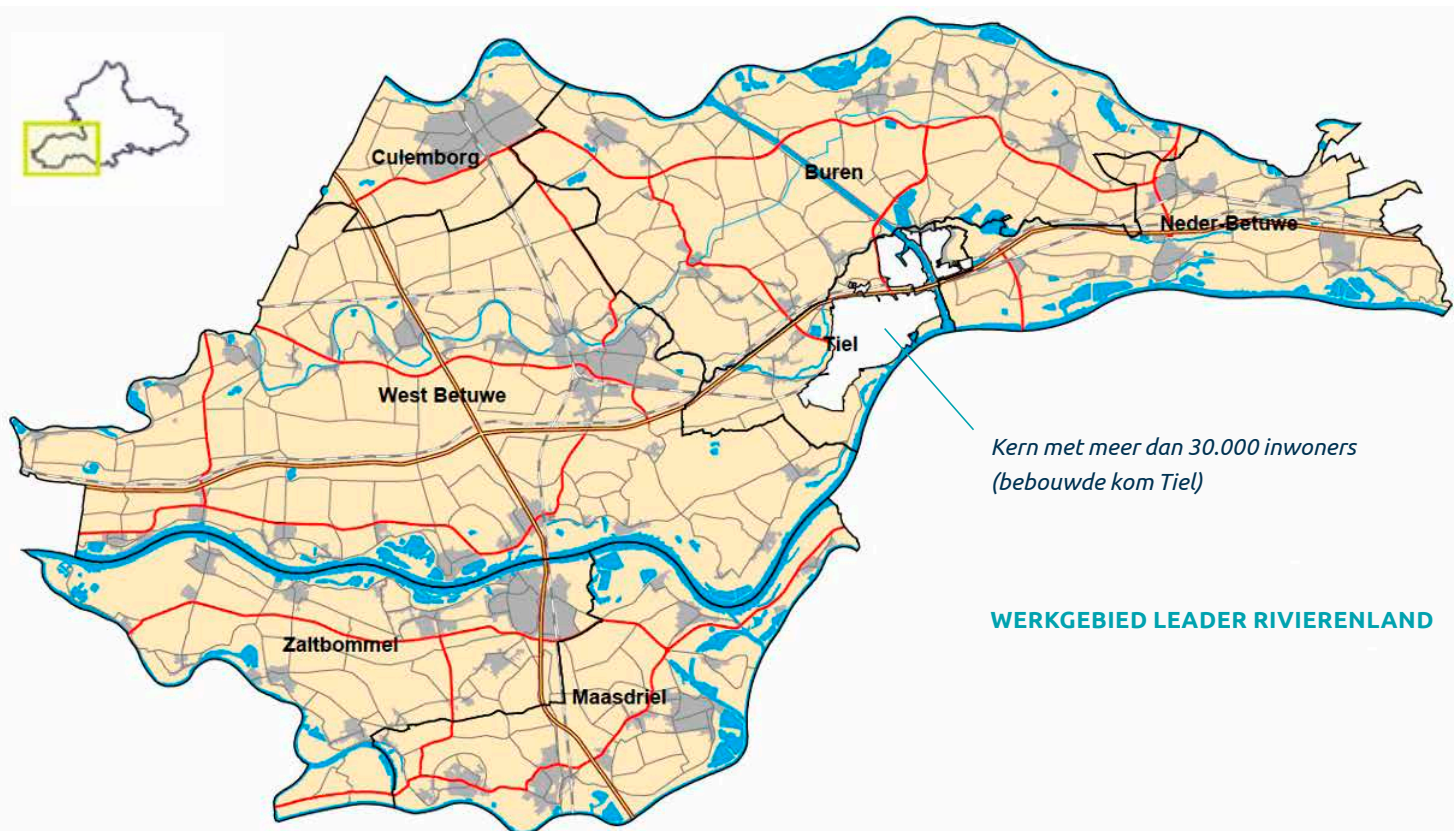 Culemborg
Buren
Neder-Betuwe
Tiel
West Betuwe
Kern met meer dan 30.000 inwoners
(bebouwde kom Tiel)
WERKGEBIED LEADER RIVIERENLAND
Zaltbommel
Maasdriel